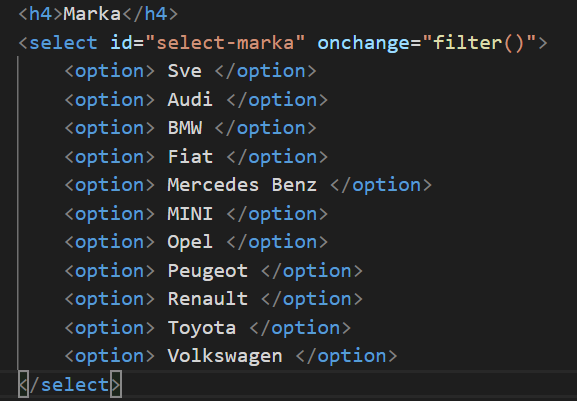 <h4>Marka</h4>
<select id="select-marka" onchange="filter()">
<option> Sve </option>
<option> Audi </option>
<option> BMW </option>
<option> Fiat </option>
<option> Mercedes Benz </option>
<option> MINI </option>
<option> Opel </option>
<option> Peugeot </option>
<option> Renault </option>
<option> Toyota </option>
<option> Volkswagen </option>
</select>